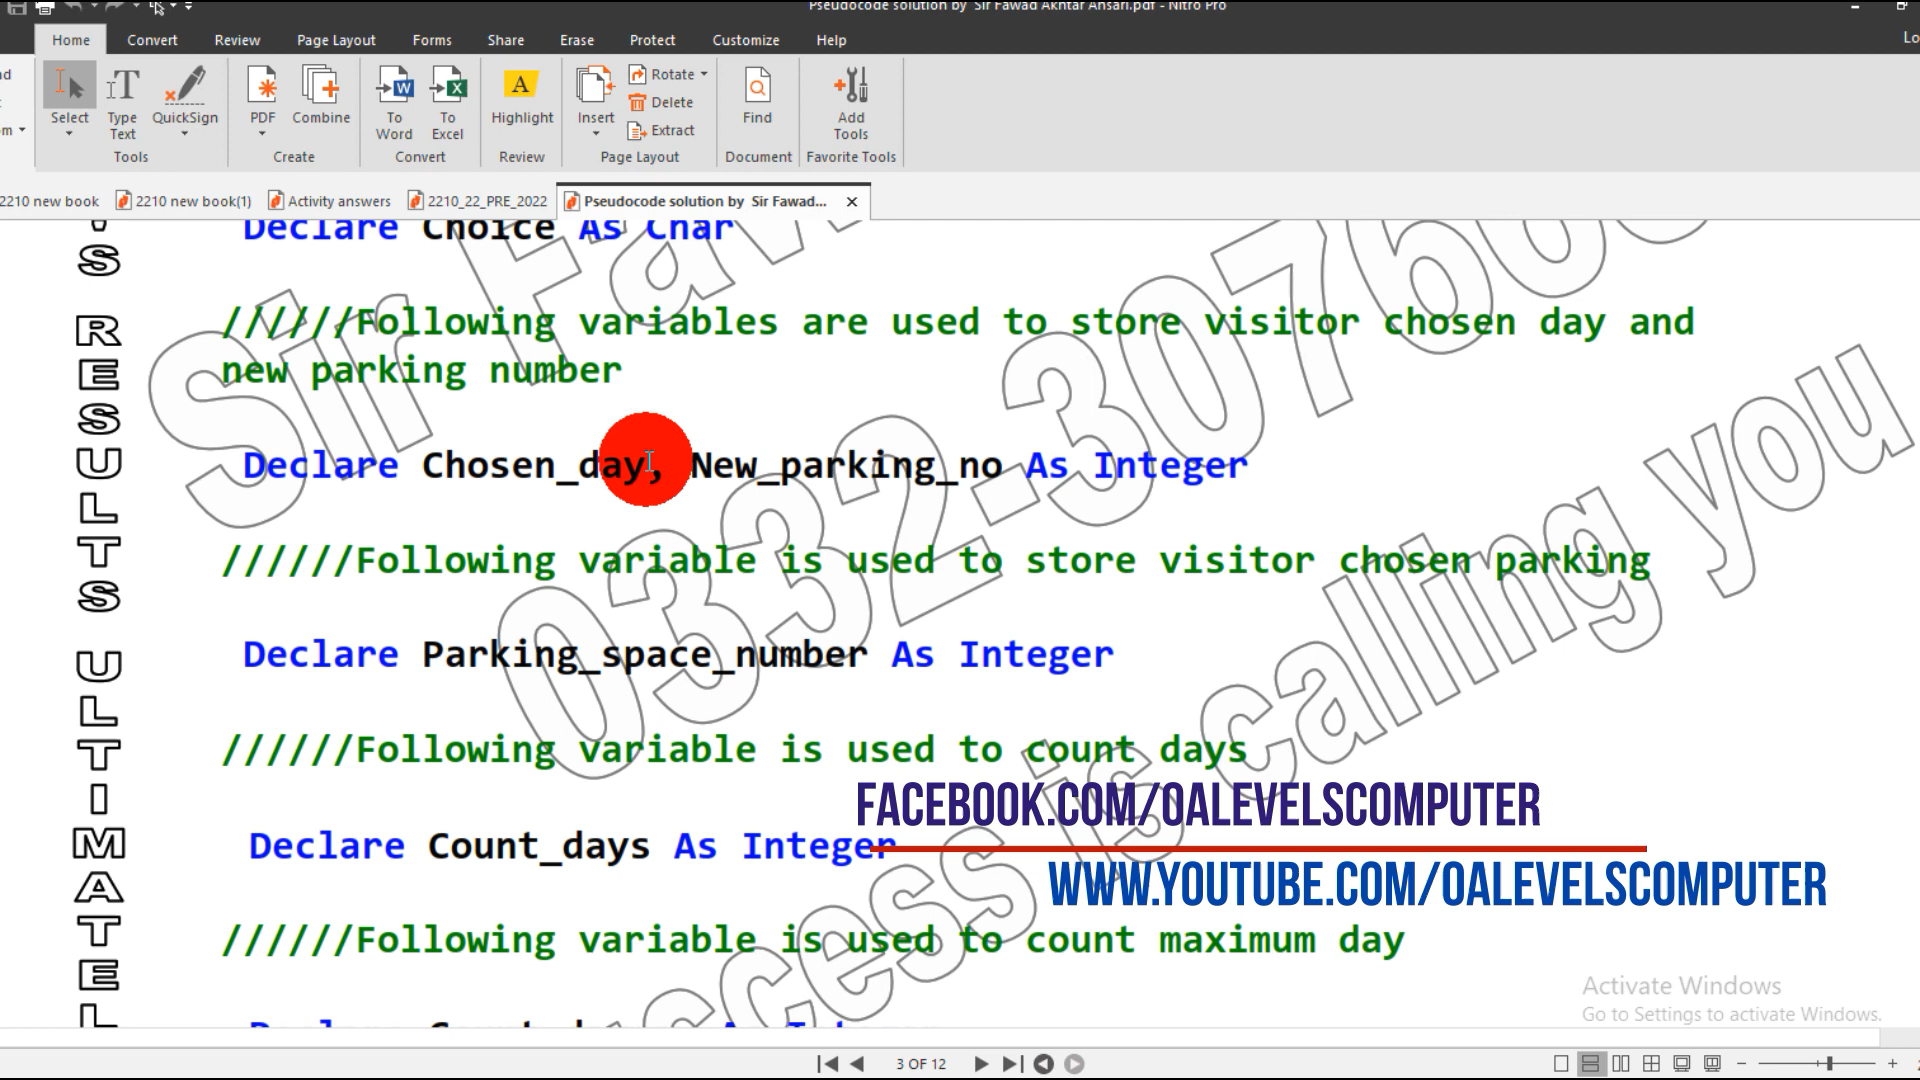 Pseudocode solution by Sir Fawad Akhtar Ansari.pdf - Nitro Pro
Home Convert Review Page Layout Forms Share Erase Protect Customize Help
Select Type Text QuickSign PDF Combine To Word To Excel Highlight Insert Rotate Delete Extract Find Add Tools
Tools Create Convert Review Page Layout Document Favorite Tools
2210 new book 2210 new book(1) Activity answers 2210_22_PRE_2022 Pseudocode solution by Sir Fawad...
Declare Choice As Char
//////Following variables are used to store visitor chosen day and
new parking number
Declare Chosen_day, New_parking_no As Integer
//////Following variable is used to store visitor chosen parking
Declare Parking_space_number As Integer
//////Following variable is used to count days
FACEBOOK.COM/OALEVELSCOMPUTER
Declare Count_days As Integer
WWW.YOUTUBE.COM/OALEVELSCOMPUTER
//////Following variable is used to count maximum day
RESULTS
Sir
0332-3076
is calling you
Activate Windows
Go to Settings to activate Windows.
3 OF 12